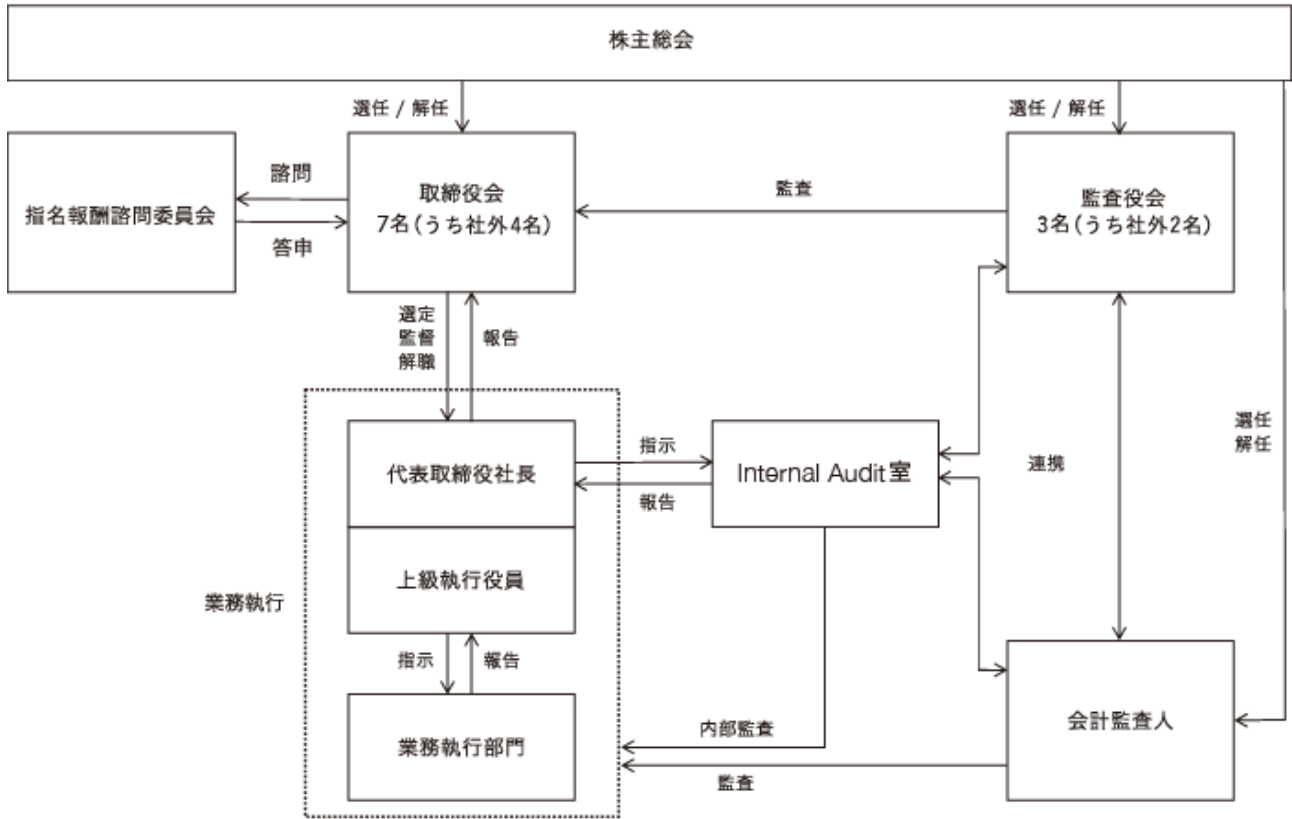 株主総会
選任 / 解任
選任 / 解任
指名報酬諮問委員会
諮問
答申
取締役会
7名(うち社外4名)
監査
監査役会
3名(うち社外2名)
選定
監督
解職
報告
代表取締役社長
指示
報告
Internal Audit室
連携
選任
解任
上級執行役員
業務執行
指示
報告
業務執行部門
内部監査
監査
会計監査人